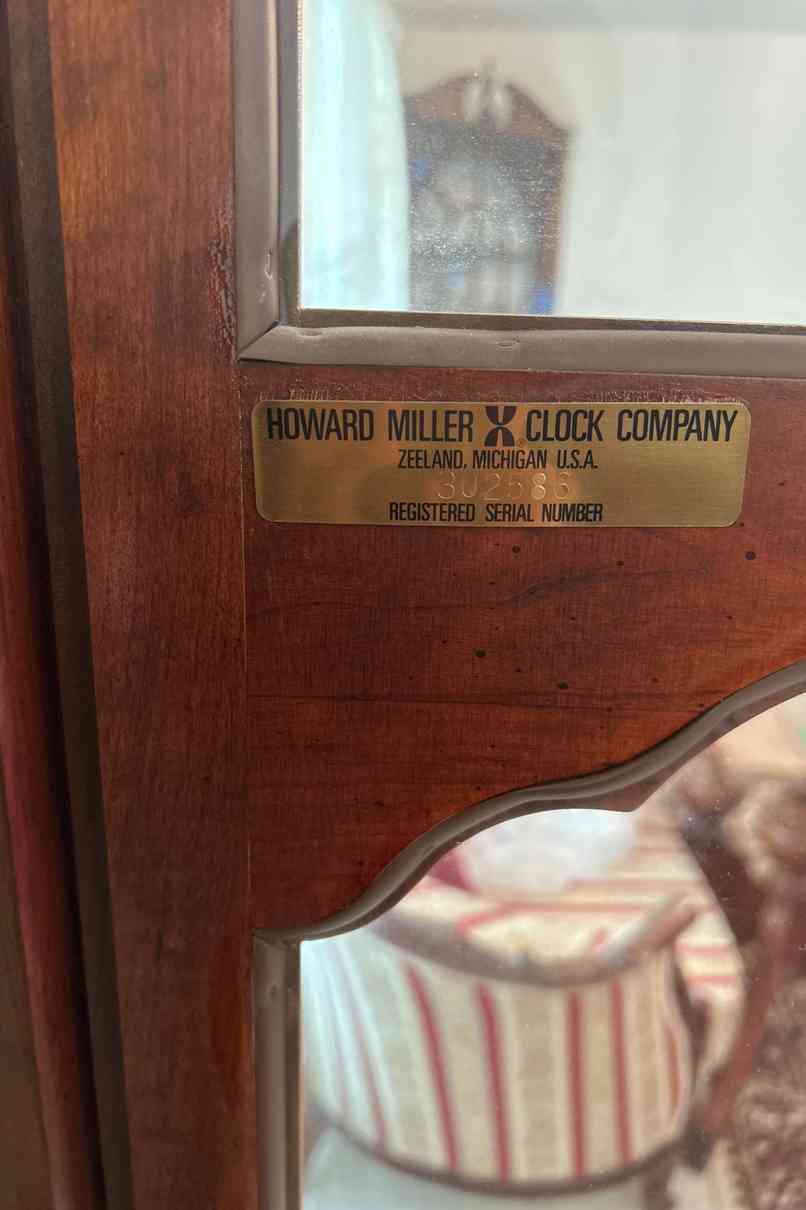 HOWARD MILLER ® CLOCK COMPANY
ZEELAND, MICHIGAN U.S.A.
302586
REGISTERED SERIAL NUMBER